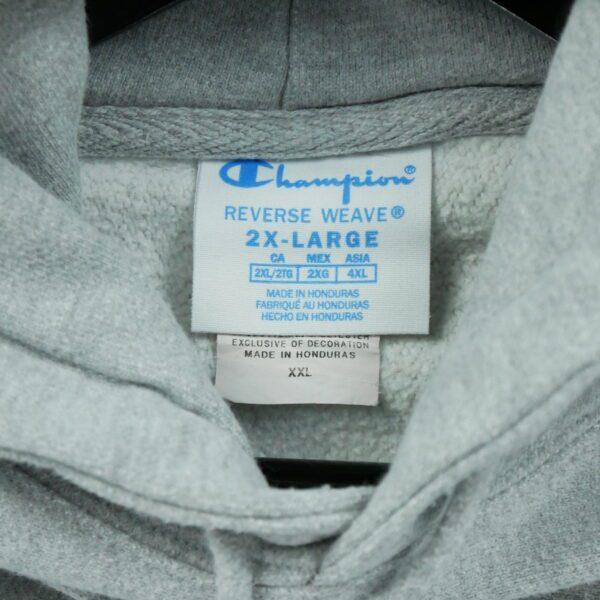 Champion®
REVERSE WEAVE®
2X-LARGE
CA MEX ASIA
2XL/2TG 2XG 4XL
MADE IN HONDURAS
FABRIQUÉ AU HONDURAS
HECHO EN HONDURAS
EXCLUSIVE OF DECORATION
MADE IN HONDURAS
XXL